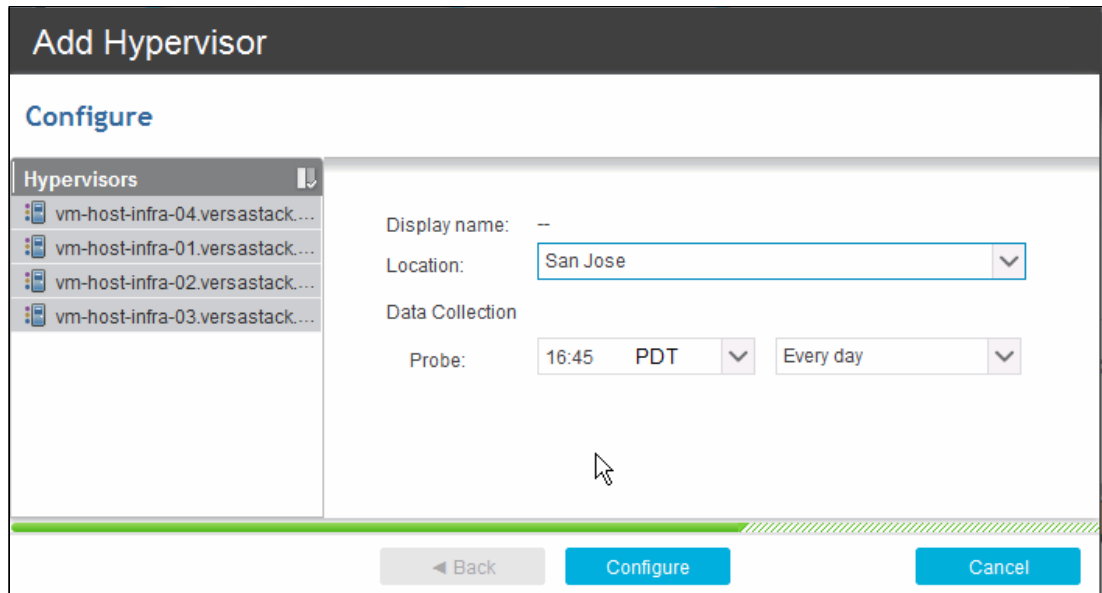 Add Hypervisor
Configure
Hypervisors
vm-host-infra-04.versastack....
vm-host-infra-01.versastack....
vm-host-infra-02.versastack....
vm-host-infra-03.versastack....
Display name: --
Location: San Jose
Data Collection
Probe: 16:45 PDT Every day
◄ Back Configure Cancel